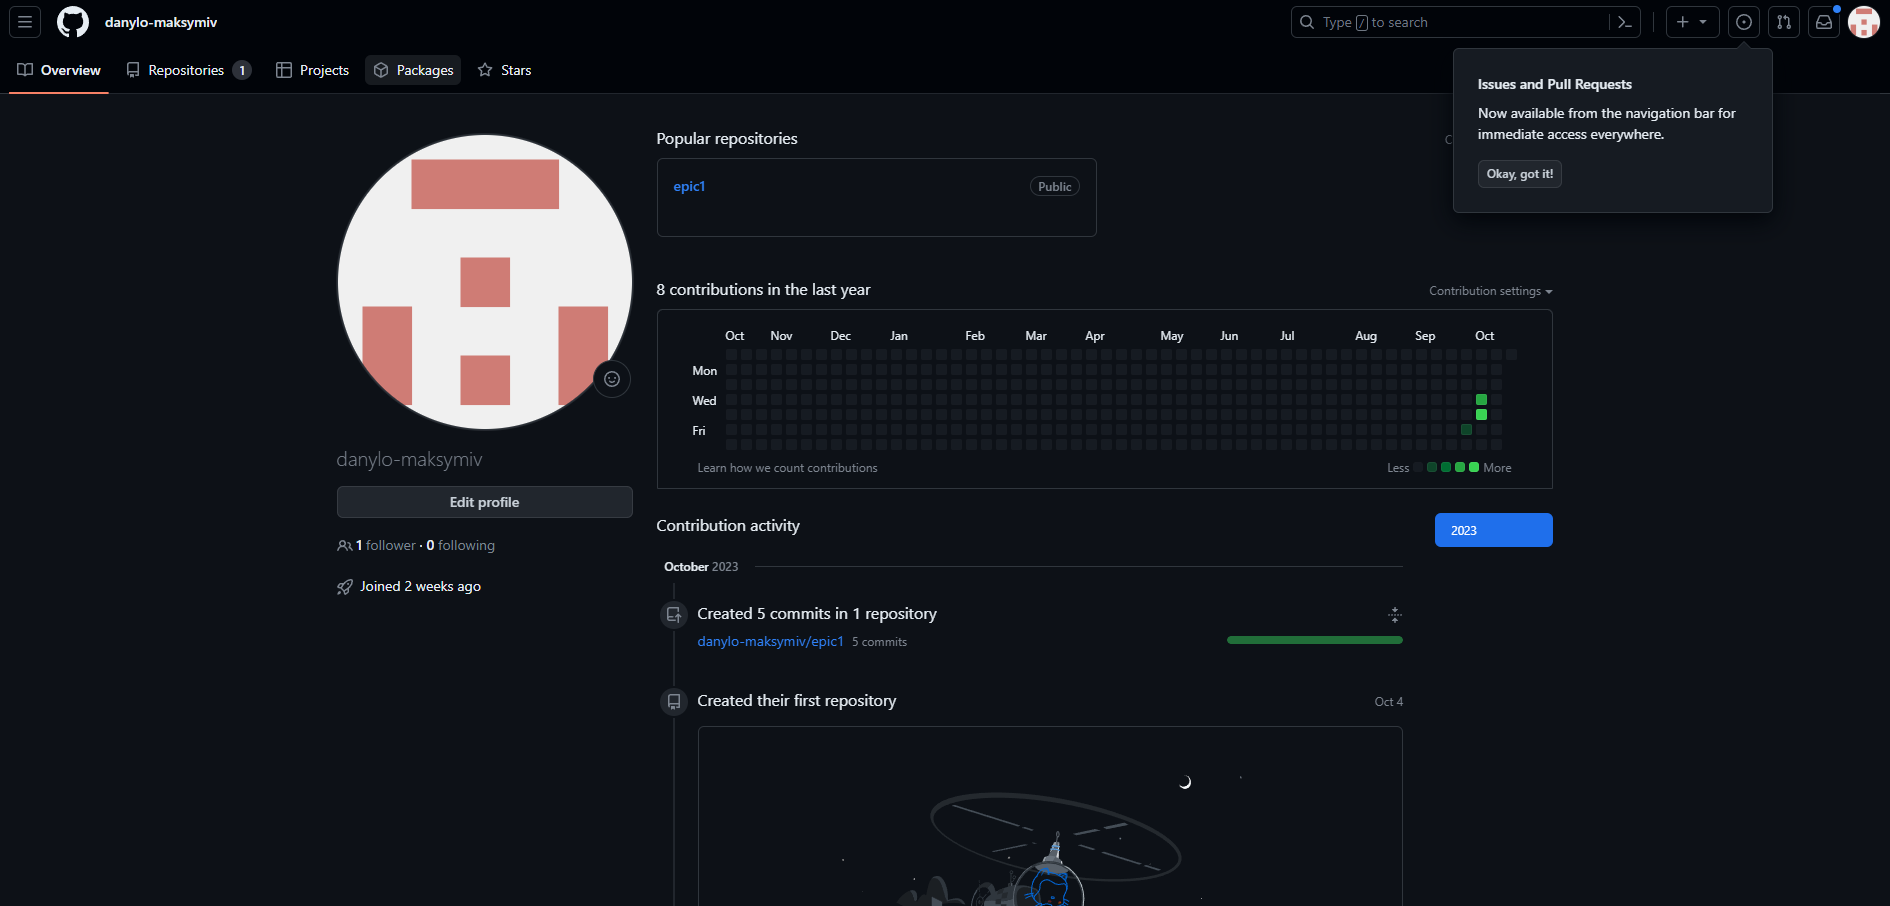 danylo-maksymiv
Type / to search
Overview
Repositories 1
Projects
Packages
Stars
Issues and Pull Requests
Now available from the navigation bar for
immediate access everywhere.
Okay, got it!
Popular repositories
epic1
Public
8 contributions in the last year
Contribution settings
Oct Nov Dec Jan Feb Mar Apr May Jun Jul Aug Sep Oct
Mon
Wed
Fri
Learn how we count contributions
Less
More
danylo-maksymiv
Edit profile
1 follower · 0 following
Joined 2 weeks ago
Contribution activity
2023
October 2023
Created 5 commits in 1 repository
danylo-maksymiv/epic1 5 commits
Created their first repository
Oct 4